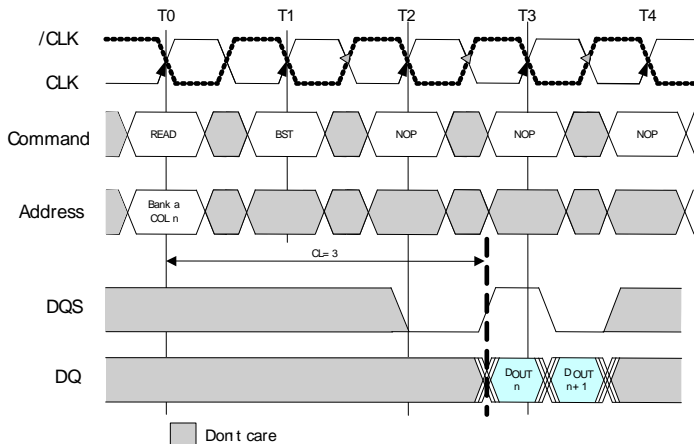 T0 T1 T2 T3 T4
/CLK
CLK
Command READ BST NOP NOP NOP
Address Bank a
COL n
CL= 3
DQS
DQ DOUT DOUT
n n+ 1
Don't care